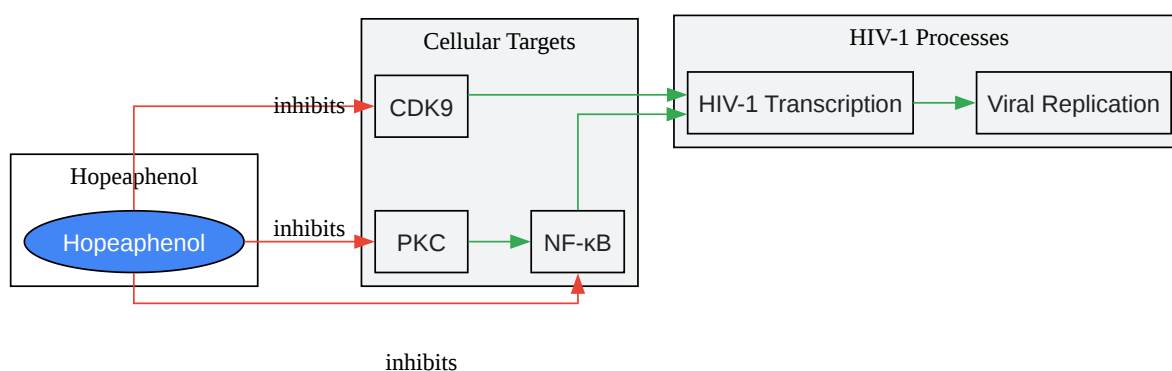 Cellular Targets
HIV-1 Processes
inhibits
CDK9
HIV-1 Transcription
Viral Replication
Hopeaphenol
Hopeaphenol
inhibits
PKC
NF-κB
inhibits